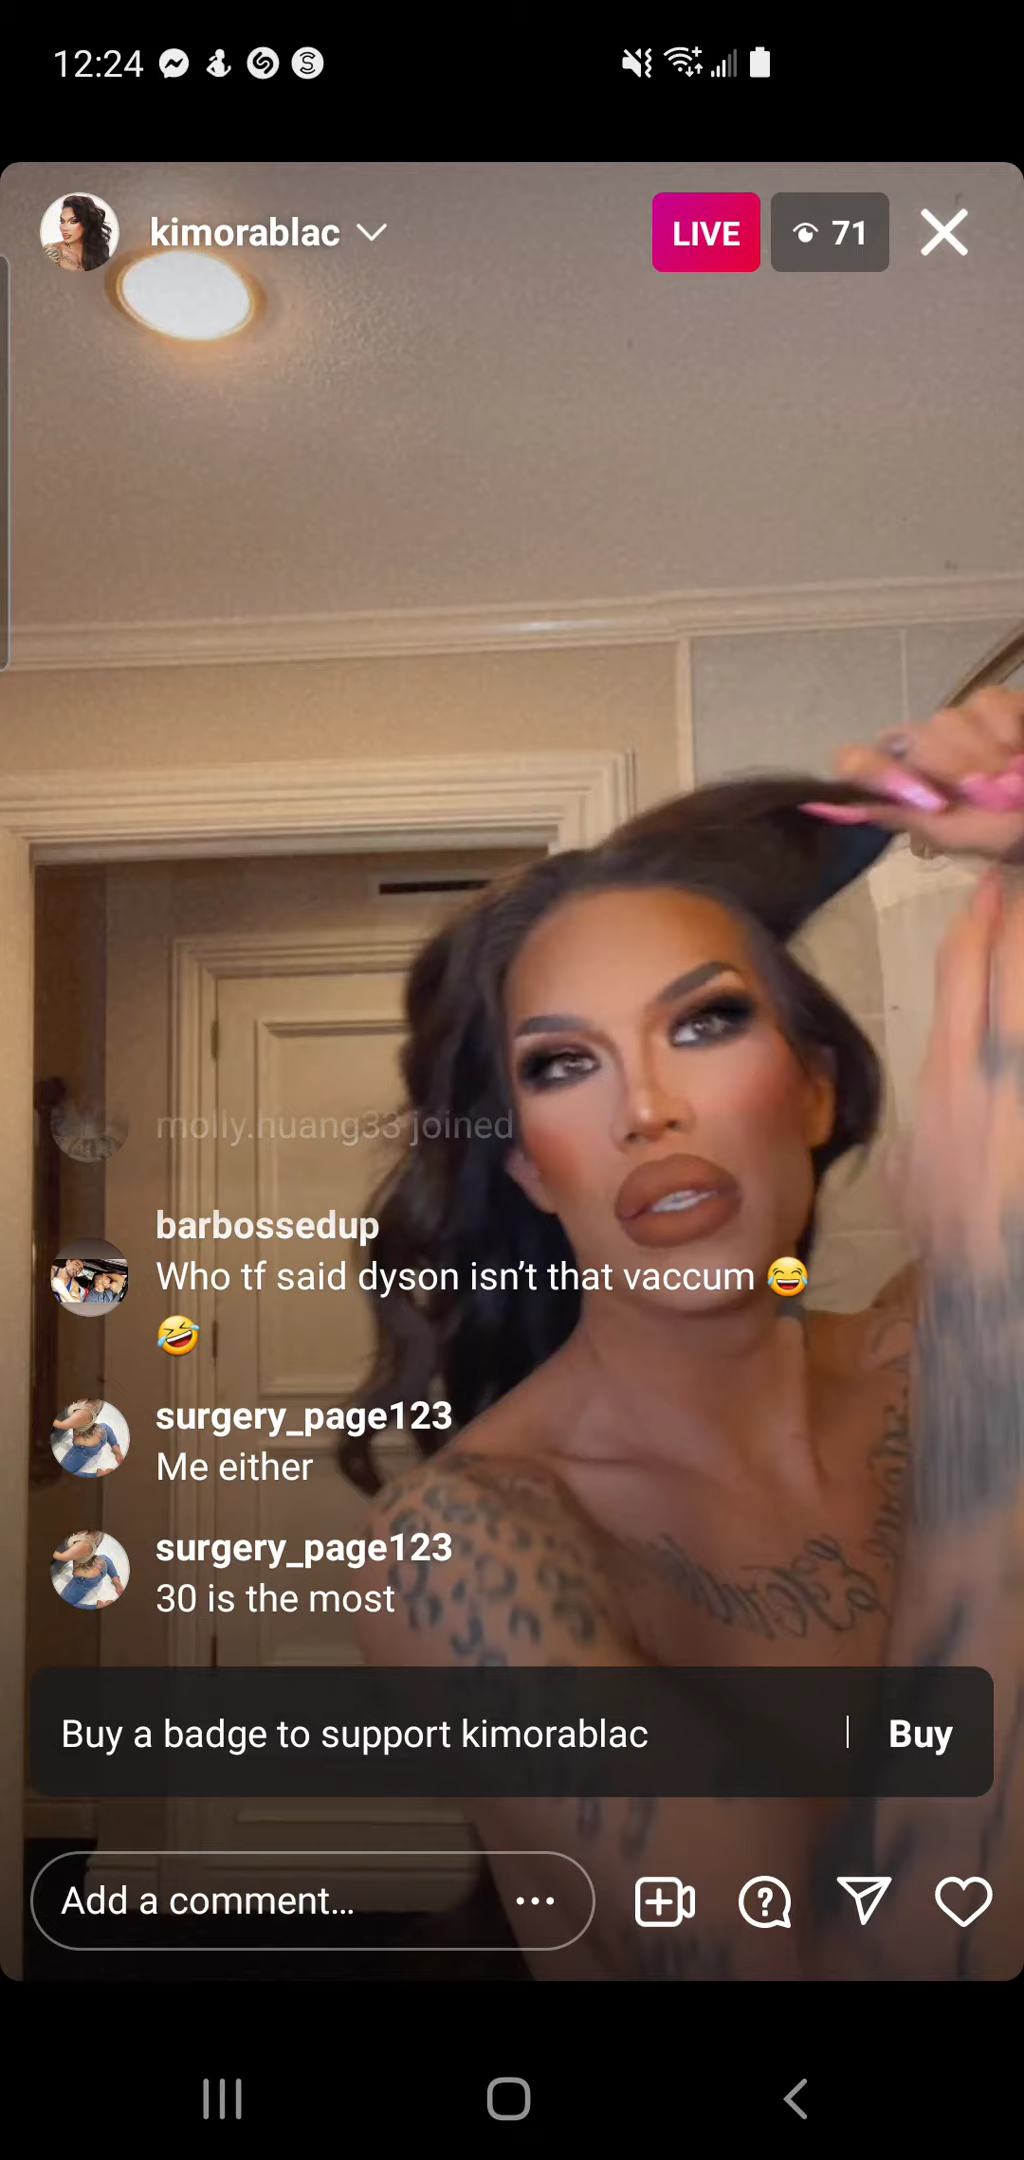 12:24
kimorablac
LIVE
71
molly.huang33 joined
barbossedup
Who tf said dyson isn't that vaccum 😂
🤣
surgery_page123
Me either
surgery_page123
30 is the most
Buy a badge to support kimorablac | Buy
Add a comment...